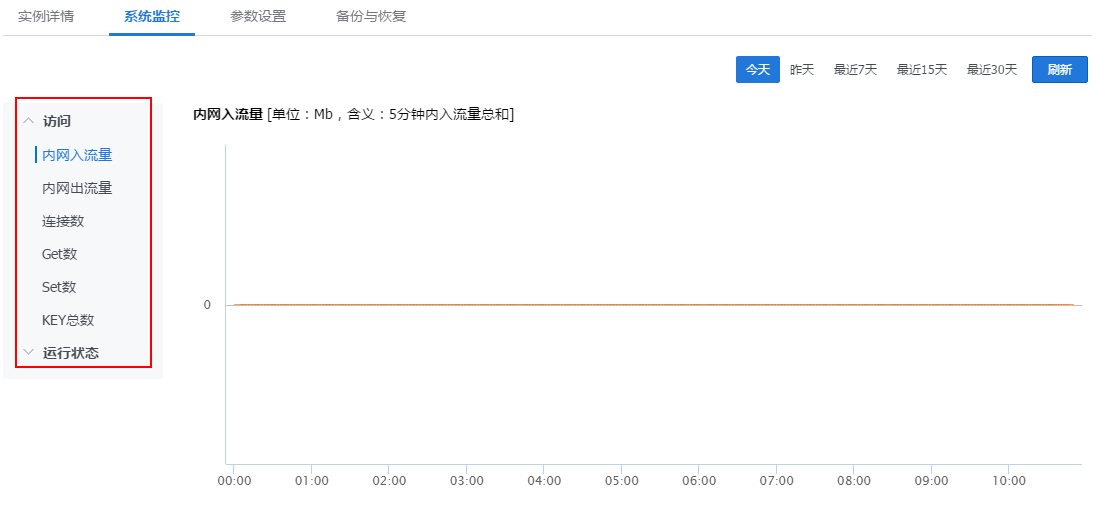 实例详情 系统监控 参数设置 备份与恢复
今天 昨天 最近7天 最近15天 最近30天 刷新
访问
内网入流量
内网出流量
连接数
Get数
Set数
KEY总数
运行状态
内网入流量 [单位：Mb，含义：5分钟内入流量总和]
0
00:00 01:00 02:00 03:00 04:00 05:00 06:00 07:00 08:00 09:00 10:00